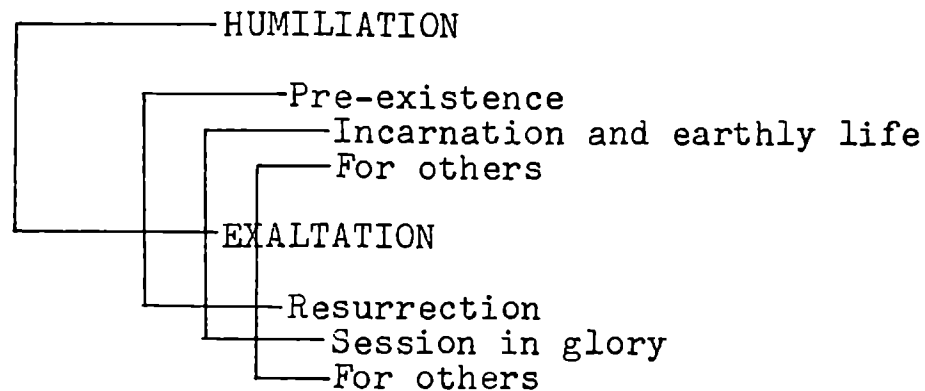 HUMILIATION
Pre-existence
Incarnation and earthly life
For others
EXALTATION
Resurrection
Session in glory
For others